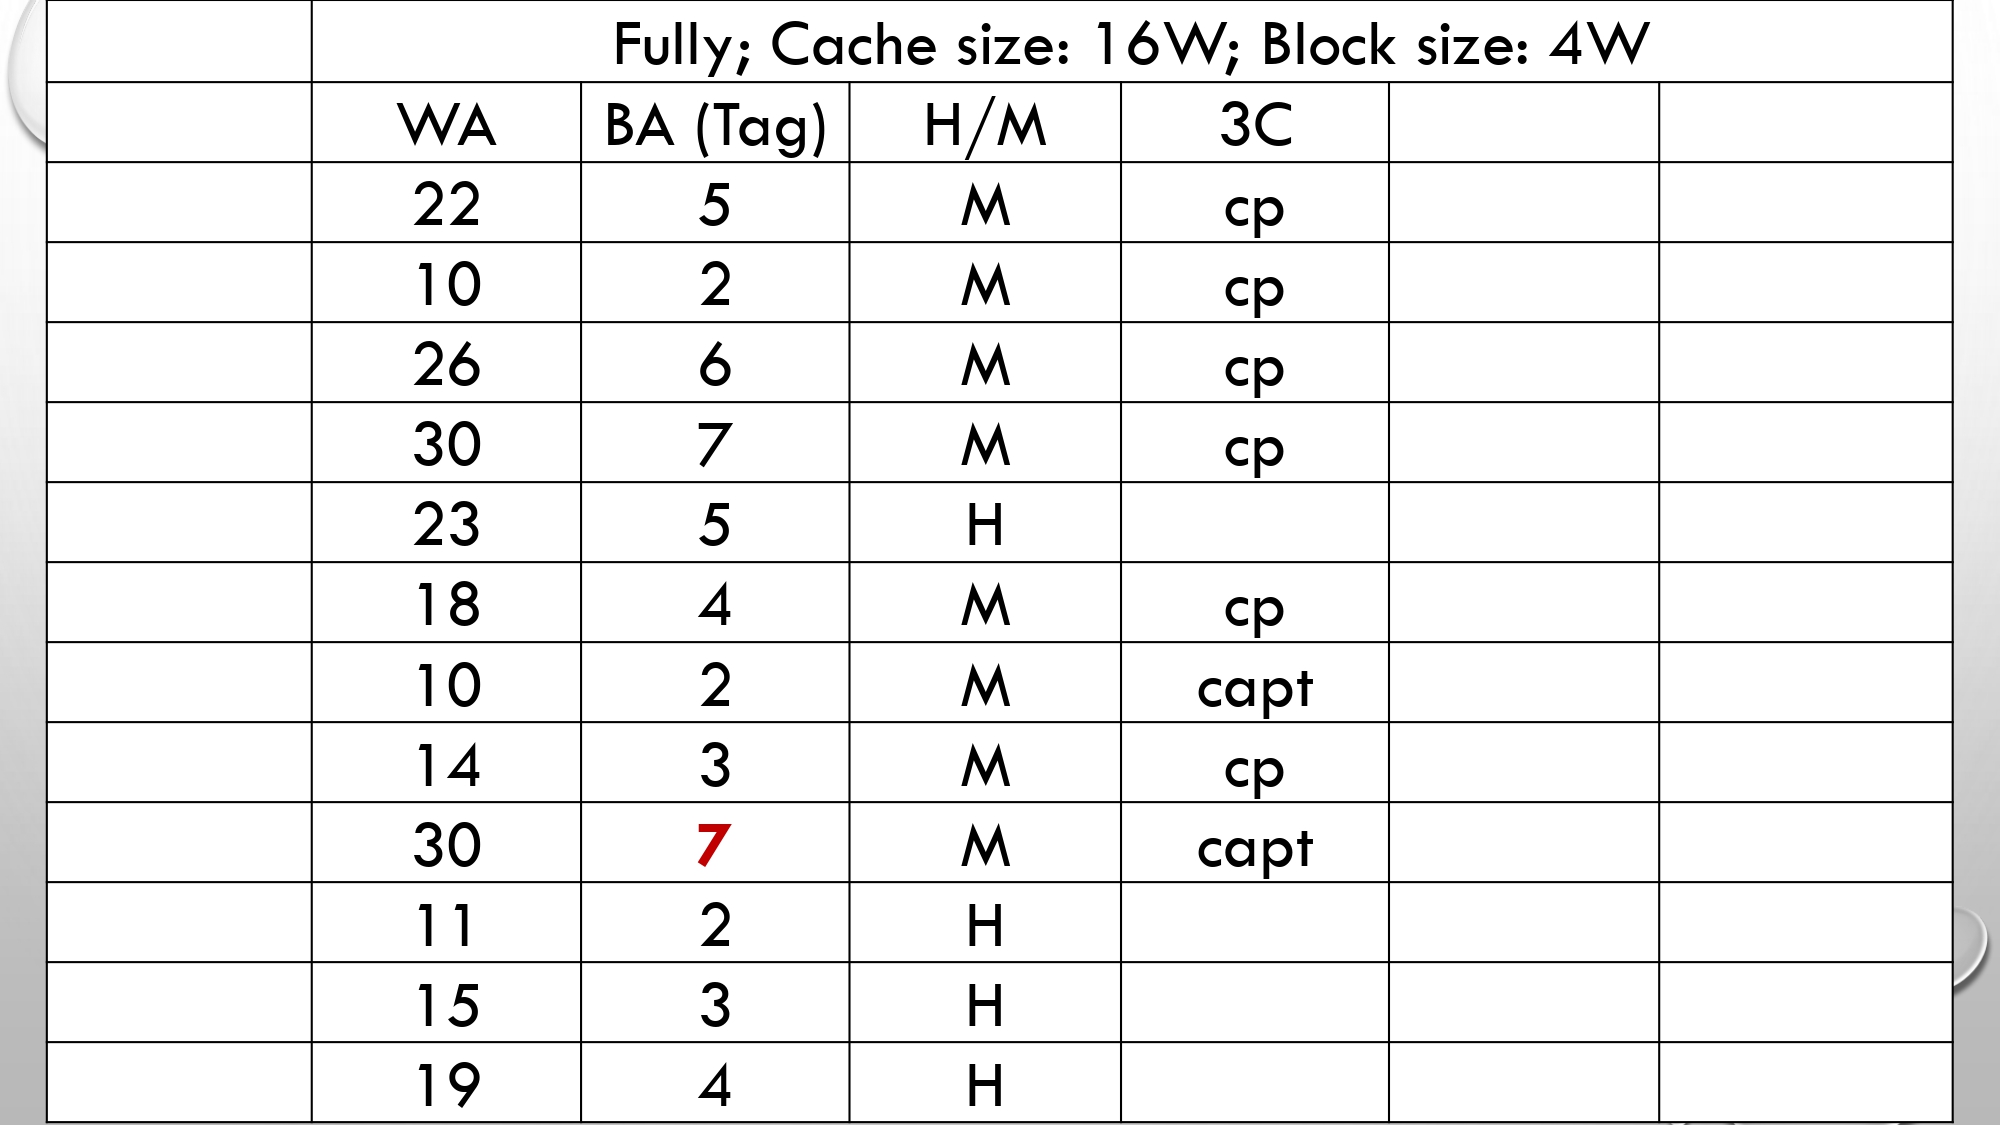 Fully; Cache size: 16W; Block size: 4W
WA BA (Tag) H/M 3C
22 5 M cp
10 2 M cp
26 6 M cp
30 7 M cp
23 5 H
18 4 M cp
10 2 M capt
14 3 M cp
30 7 M capt
11 2 H
15 3 H
19 4 H